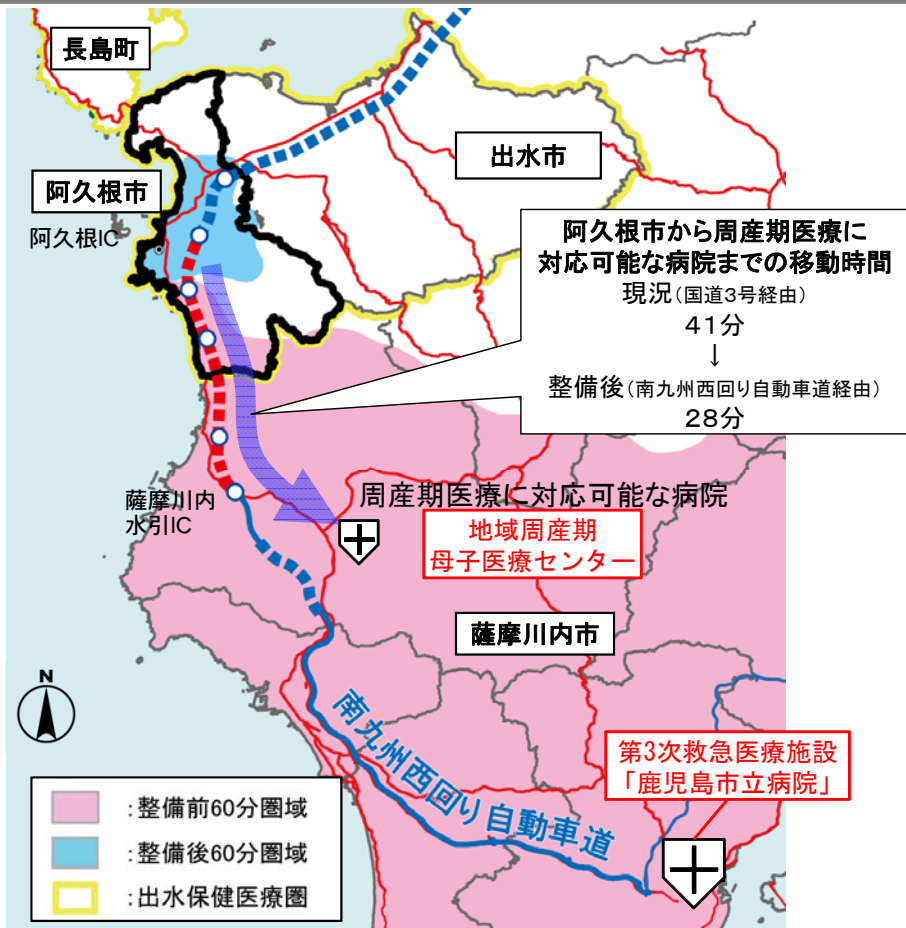 長島町
出水市
阿久根市
阿久根IC
阿久根市から周産期医療に
対応可能な病院までの移動時間
現況(国道3号経由)
41分
↓
整備後(南九州西回り自動車道経由)
28分
薩摩川内
水引IC
周産期医療に対応可能な病院
地域周産期
母子医療センター
薩摩川内市
N
南九州西回り自動車道
第3次救急医療施設
「鹿児島市立病院」
:整備前60分圏域
:整備後60分圏域
:出水保健医療圏